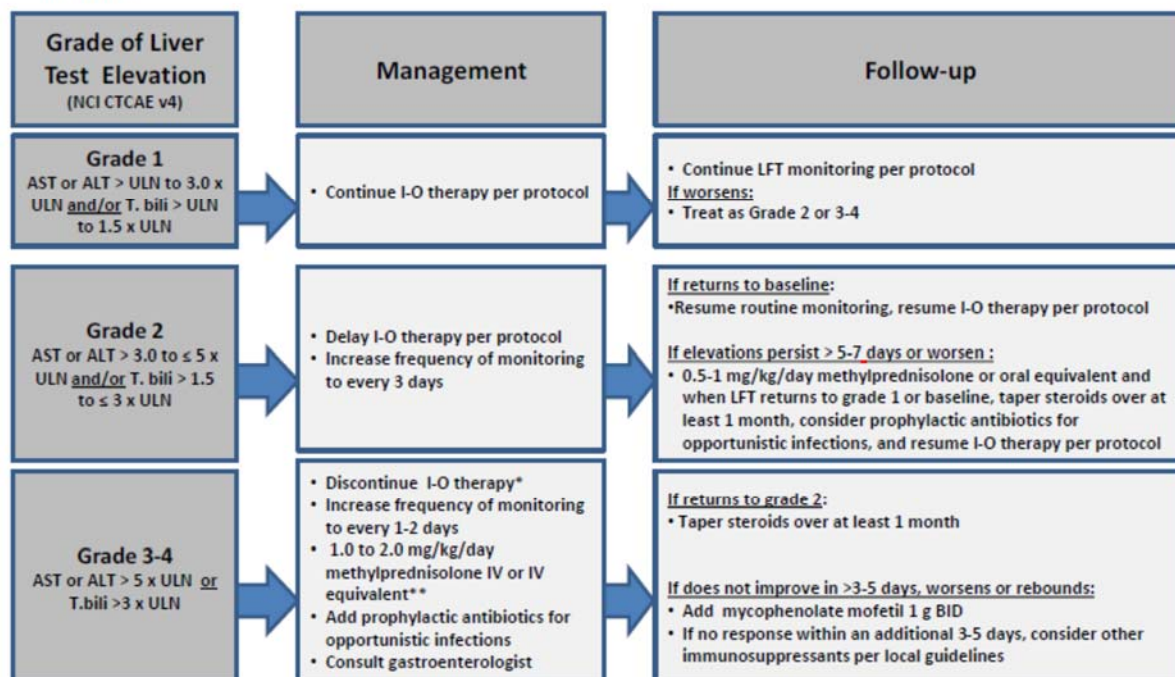 Grade of Liver
Test Elevation
(NCI CTCAE v4)
Management
Follow-up
Grade 1
AST or ALT > ULN to 3.0 x
ULN and/or T. bili > ULN
to 1.5 x ULN
• Continue I-O therapy per protocol
• Continue LFT monitoring per protocol
If worsens:
• Treat as Grade 2 or 3-4
Grade 2
AST or ALT > 3.0 to ≤ 5 x
ULN and/or T. bili > 1.5
to ≤ 3 x ULN
• Delay I-O therapy per protocol
• Increase frequency of monitoring
to every 3 days
If returns to baseline:
•Resume routine monitoring, resume I-O therapy per protocol
If elevations persist > 5-7 days or worsen :
• 0.5-1 mg/kg/day methylprednisolone or oral equivalent and
when LFT returns to grade 1 or baseline, taper steroids over at
least 1 month, consider prophylactic antibiotics for
opportunistic infections, and resume I-O therapy per protocol
Grade 3-4
AST or ALT > 5 x ULN or
T.bili >3 x ULN
• Discontinue I-O therapy*
• Increase frequency of monitoring
to every 1-2 days
• 1.0 to 2.0 mg/kg/day
methylprednisolone IV or IV
equivalent**
• Add prophylactic antibiotics for
opportunistic infections
• Consult gastroenterologist
If returns to grade 2:
• Taper steroids over at least 1 month
If does not improve in >3-5 days, worsens or rebounds:
• Add mycophenolate mofetil 1 g BID
• If no response within an additional 3-5 days, consider other
immunosuppressants per local guidelines